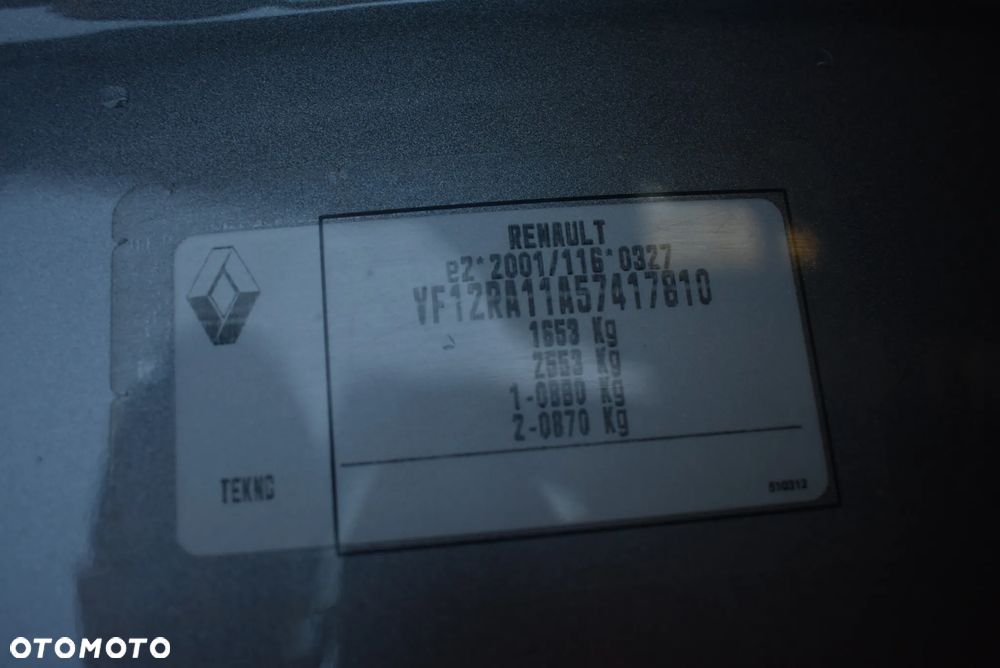 RENAULT
e2*2001/116*0327
VF12RA11A57417810
1653 Kg
2553 Kg
1-0880 Kg
2-0870 Kg
TEKNO
510312
OTOMOTO